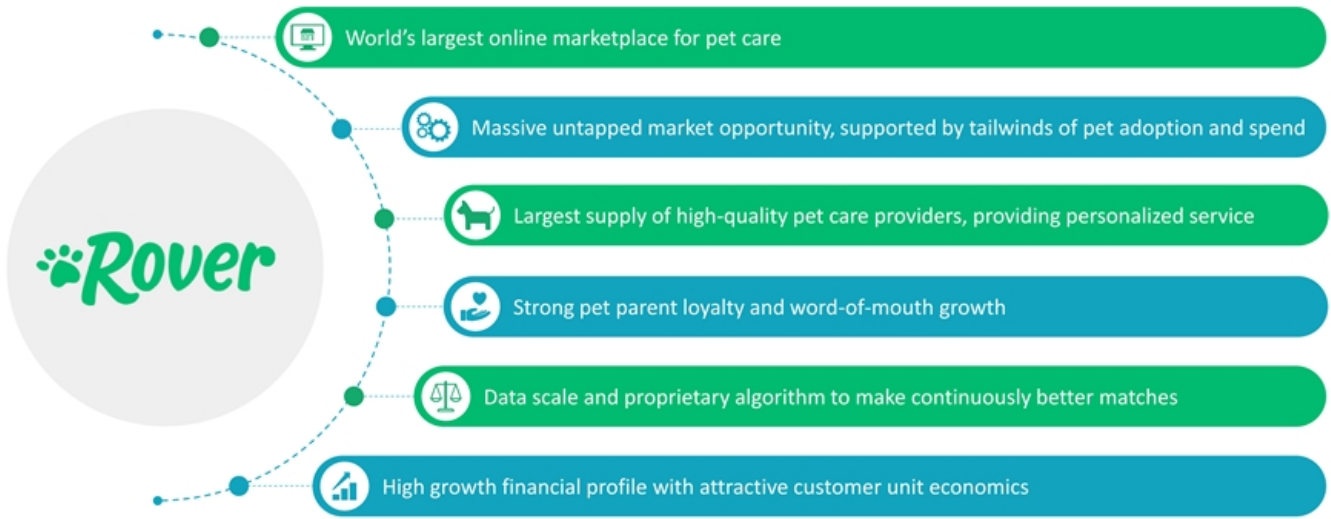 World's largest online marketplace for pet care
Massive untapped market opportunity, supported by tailwinds of pet adoption and spend
Largest supply of high-quality pet care providers, providing personalized service
Rover
Strong pet parent loyalty and word-of-mouth growth
Data scale and proprietary algorithm to make continuously better matches
High growth financial profile with attractive customer unit economics